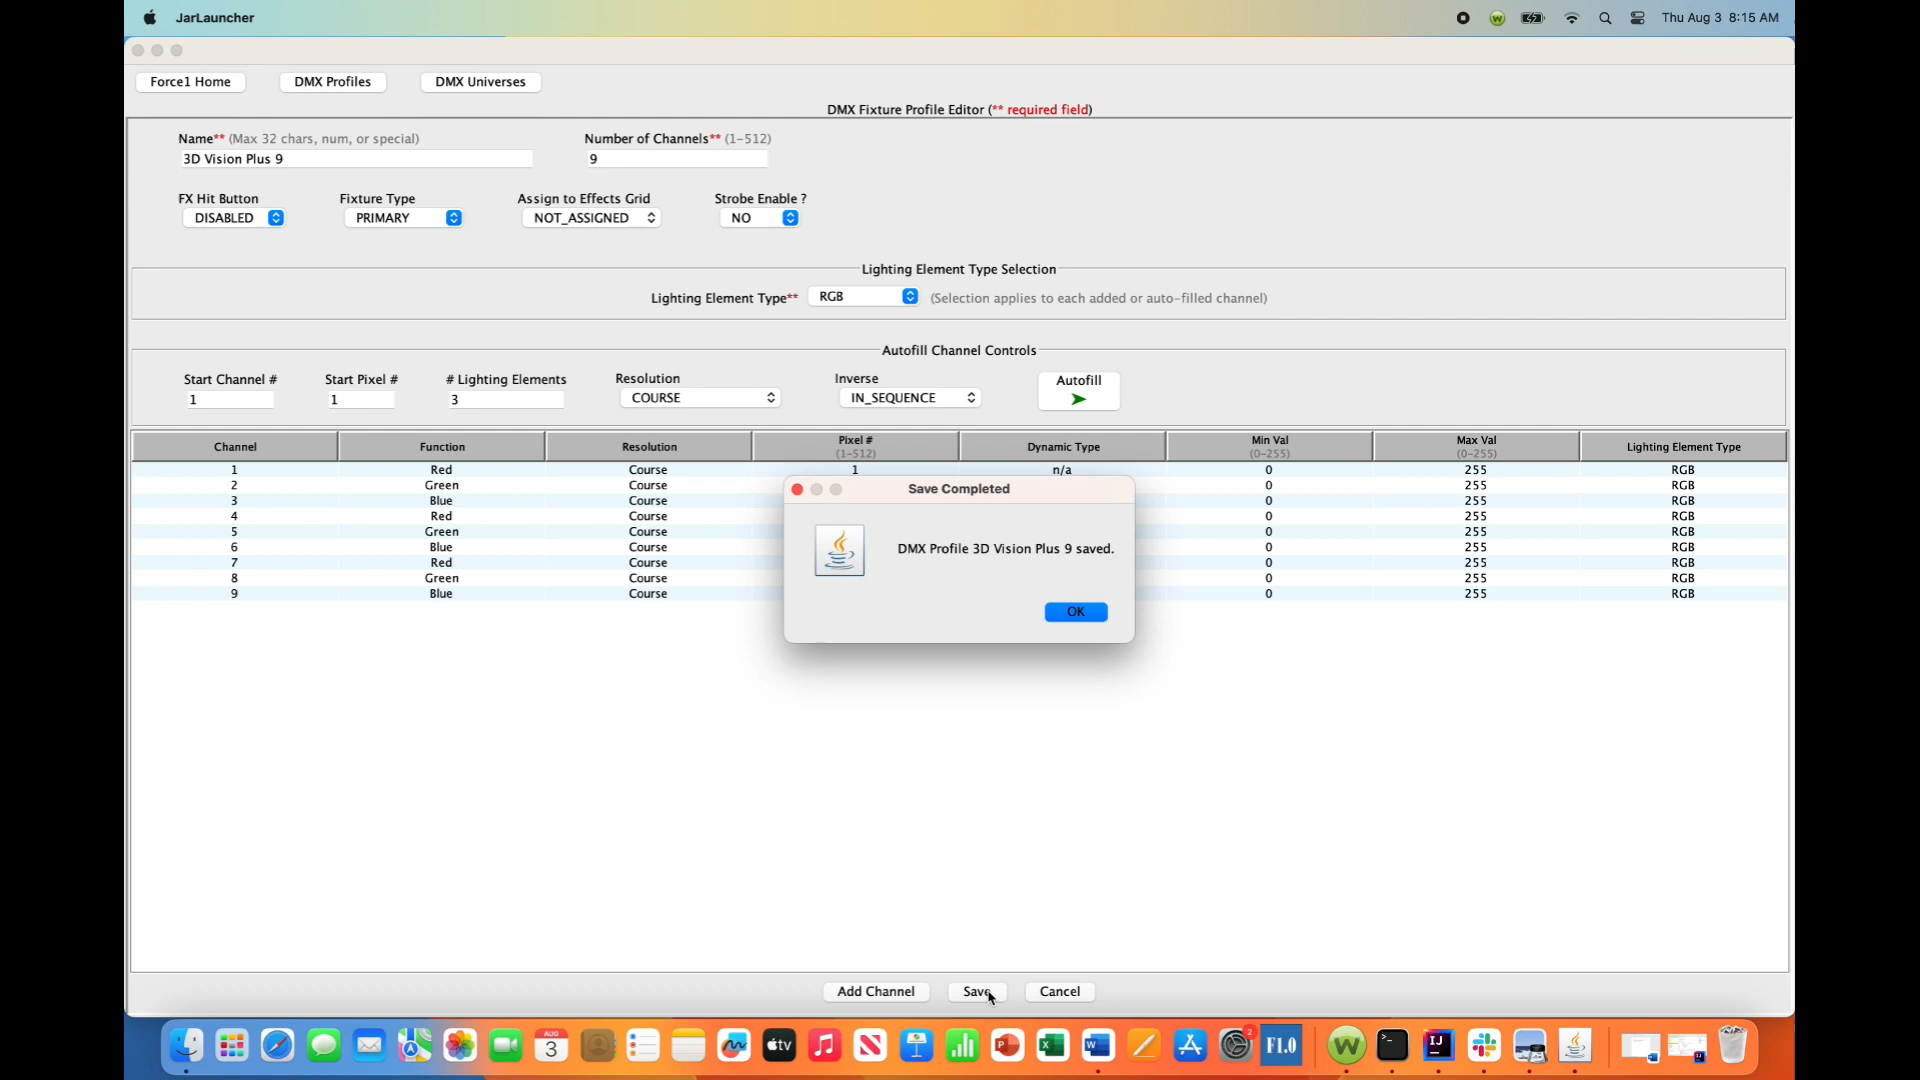 JarLauncher
Thu Aug 3 8:15 AM
Force1 Home
DMX Profiles
DMX Universes
DMX Fixture Profile Editor (** required field)
Name** (Max 32 chars, num, or special)
Number of Channels** (1-512)
3D Vision Plus 9
9
FX Hit Button
Fixture Type
Assign to Effects Grid
Strobe Enable ?
DISABLED
PRIMARY
NOT_ASSIGNED
NO
Lighting Element Type Selection
Lighting Element Type** RGB (Selection applies to each added or auto-filled channel)
Autofill Channel Controls
Start Channel #
Start Pixel #
# Lighting Elements
Resolution
Inverse
Autofill
1
1
3
COURSE
IN_SEQUENCE
Channel Function Resolution Pixel # (1-512) Dynamic Type Min Val (0-255) Max Val (0-255) Lighting Element Type
1 Red Course 1 n/a 0 255 RGB
2 Green Course 0 255 RGB
3 Blue Course 0 255 RGB
4 Red Course 0 255 RGB
5 Green Course 0 255 RGB
6 Blue Course 0 255 RGB
7 Red Course 0 255 RGB
8 Green Course 0 255 RGB
9 Blue Course 0 255 RGB
Save Completed
DMX Profile 3D Vision Plus 9 saved.
OK
Add Channel
Save
Cancel
AUG
3
tv
P
X
W
2
F1.0
W
>_
IJ